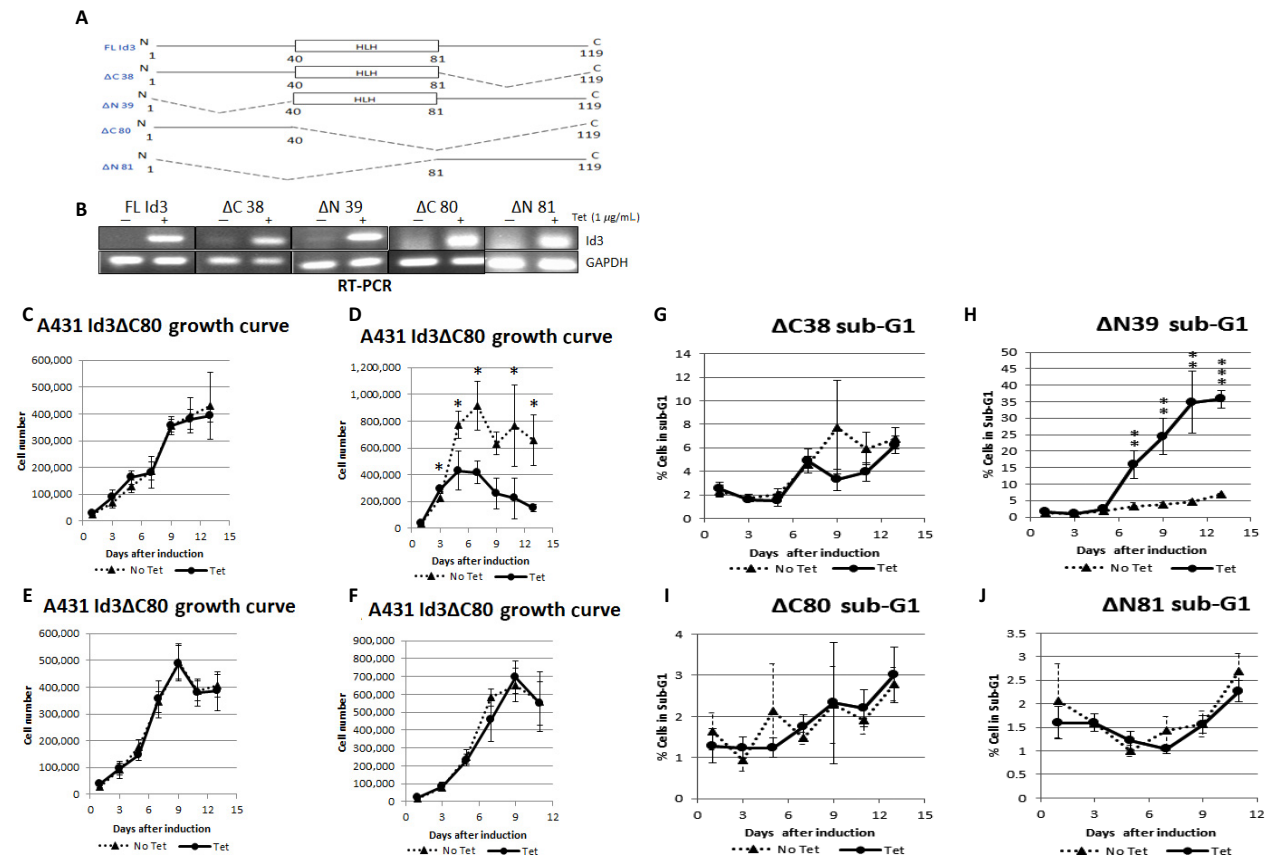 A
FL Id3 N 1 40 HLH 81 C 119
ΔC 38 N 1 40 HLH 81 C 119
ΔN 39 N 1 40 HLH 81 C 119
ΔC 80 N 1 40 C 119
ΔN 81 N 1 81 C 119
B
FL Id3 ΔC 38 ΔN 39 ΔC 80 ΔN 81
— + — + — + — + — + Tet (1 µg/mL)
Id3
GAPDH
RT-PCR
C
A431 Id3ΔC80 growth curve
Cell number
600,000
500,000
400,000
300,000
200,000
100,000
0
0 3 6 9 12 15
Days after induction
No Tet Tet
D
A431 Id3ΔC80 growth curve
Cell number
1,200,000
1,000,000
800,000
600,000
400,000
200,000
0
* * * * *
0 3 6 9 12 15
Days after induction
No Tet Tet
G
ΔC38 sub-G1
% Cells in sub-G1
14
12
10
8
6
4
2
0
0 5 10 15
Days after induction
No Tet Tet
H
ΔN39 sub-G1
% Cells in Sub-G1
50
45
40
35
30
25
20
15
10
5
0
** ** ** ***
0 5 10 15
Days after induction
No Tet Tet
E
A431 Id3ΔC80 growth curve
Cell number
600,000
500,000
400,000
300,000
200,000
100,000
0
0 3 6 9 12 15
Days after induction
No Tet Tet
F
A431 Id3ΔC80 growth curve
Cell number
900,000
800,000
700,000
600,000
500,000
400,000
300,000
200,000
100,000
0
0 3 6 9 12 15
Days after induction
No Tet Tet
I
ΔC80 sub-G1
% Cells in Sub-G1
4
3
2
1
0
0 5 10 15
Days after induction
No Tet Tet
J
ΔN81 sub-G1
% Cells in Sub-G1
3.5
3
2.5
2
1.5
1
0.5
0
0 3 6 9 12
Days after induction
No Tet Tet